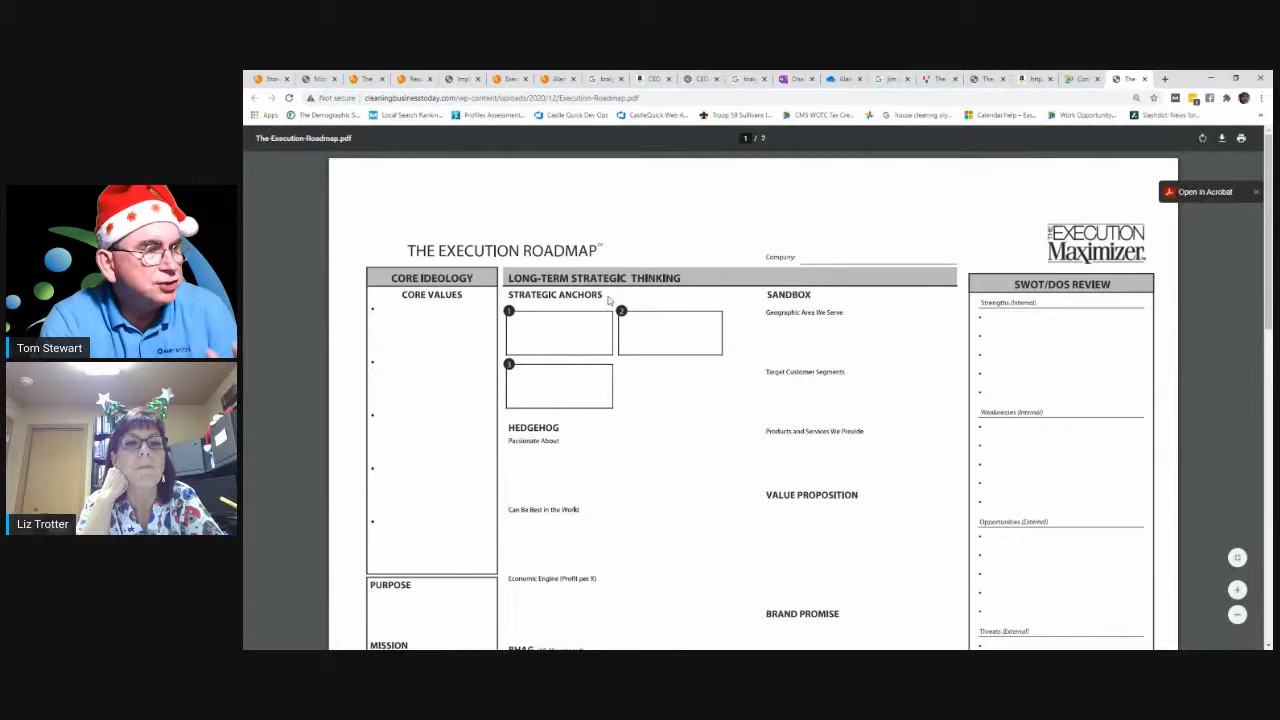 Not secure
cleaningbusinesstoday.com/wp-content/uploads/2020/12/Execution-Roadmap.pdf
Apps
The Demographic S...
Local Search Rankin...
Profiles Assessment...
Castle Quick Dev Ops
CastleQuick Web A...
Troop 59 Sullivans I...
CMS WOTC Tax Cre...
house cleaning oly...
Calendar.help – Eas...
Work Opportunity...
Slashdot: News for...
The-Execution-Roadmap.pdf
1 / 2
Open in Acrobat
THE EXECUTION ROADMAP™
Company:
THE EXECUTION
Maximizer™
CORE IDEOLOGY
CORE VALUES
PURPOSE
MISSION
LONG-TERM STRATEGIC THINKING
STRATEGIC ANCHORS
1
2
3
HEDGEHOG
Passionate About
Can Be Best in the World
Economic Engine (Profit per X)
SANDBOX
Geographic Area We Serve
Target Customer Segments
Products and Services We Provide
VALUE PROPOSITION
BRAND PROMISE
SWOT/DOS REVIEW
Strengths (Internal)
Weaknesses (Internal)
Opportunities (External)
Threats (External)
Tom Stewart
Liz Trotter